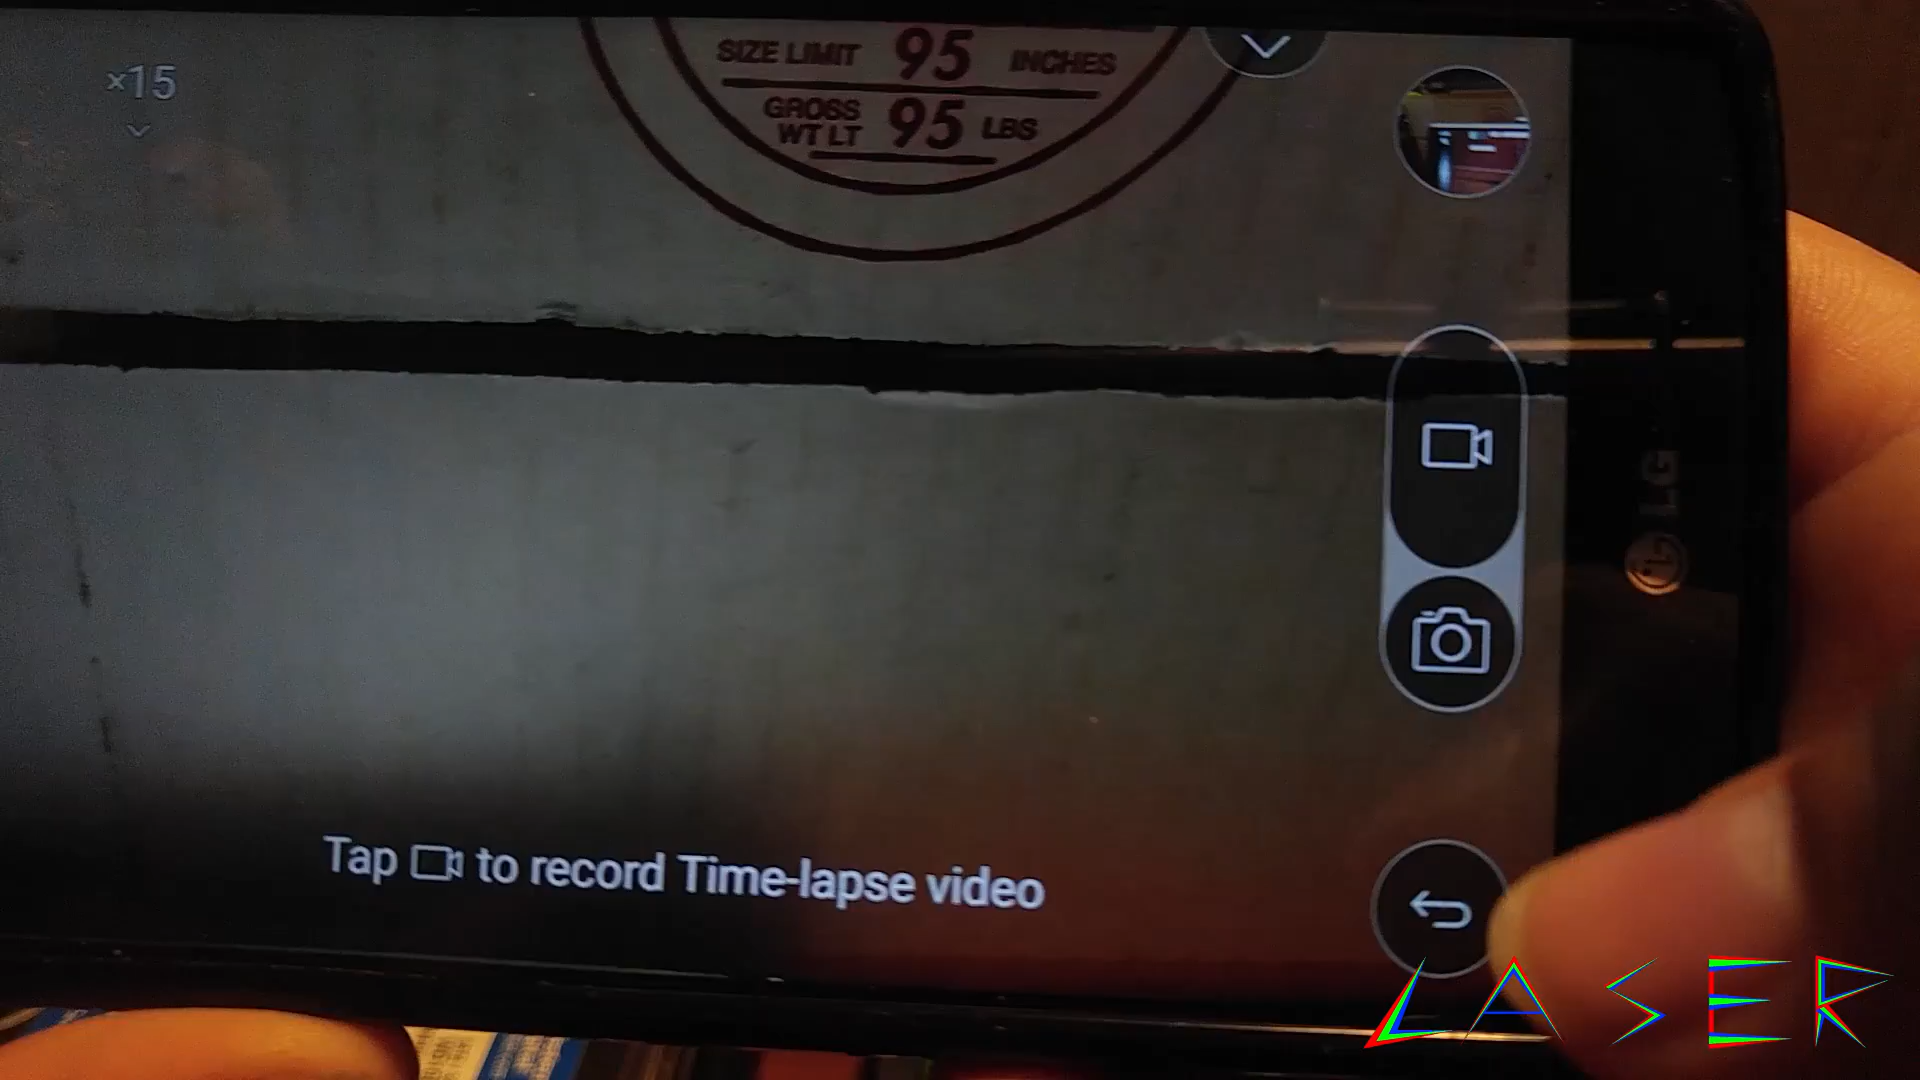 SIZE LIMIT 95 INCHES
GROSS WT LT 95 LBS
×15
LG
Tap to record Time-lapse video
LASER